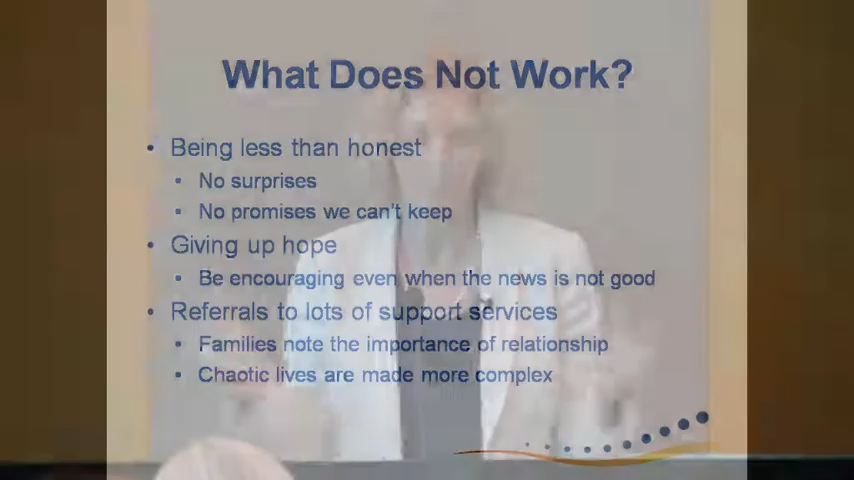 What Does Not Work?
• Being less than honest
▪ No surprises
▪ No promises we can't keep
• Giving up hope
▪ Be encouraging even when the news is not good
• Referrals to lots of support services
▪ Families note the importance of relationship
▪ Chaotic lives are made more complex